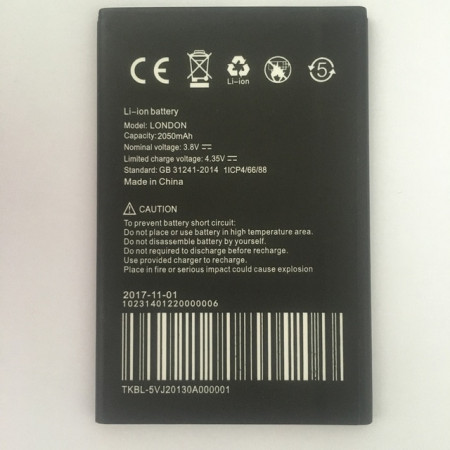 CE Li-ion 5
Li-ion battery
Model: LONDON
Capacity: 2050mAh
Nominal voltage: 3.8V
Limited charge voltage: 4.35V
Standard: GB 31241-2014 1ICP4/66/88
Made in China
CAUTION
To prevent battery short circuit:
Do not place or use battery in high temperature area.
Do not disassemble battery by yourself.
Do not required to discharge before recharge.
Use provided charger to recharge.
Place in fire or serious impact could cause explosion
2017-11-01
10231401220000006
TKBL-5VJ20130A000001